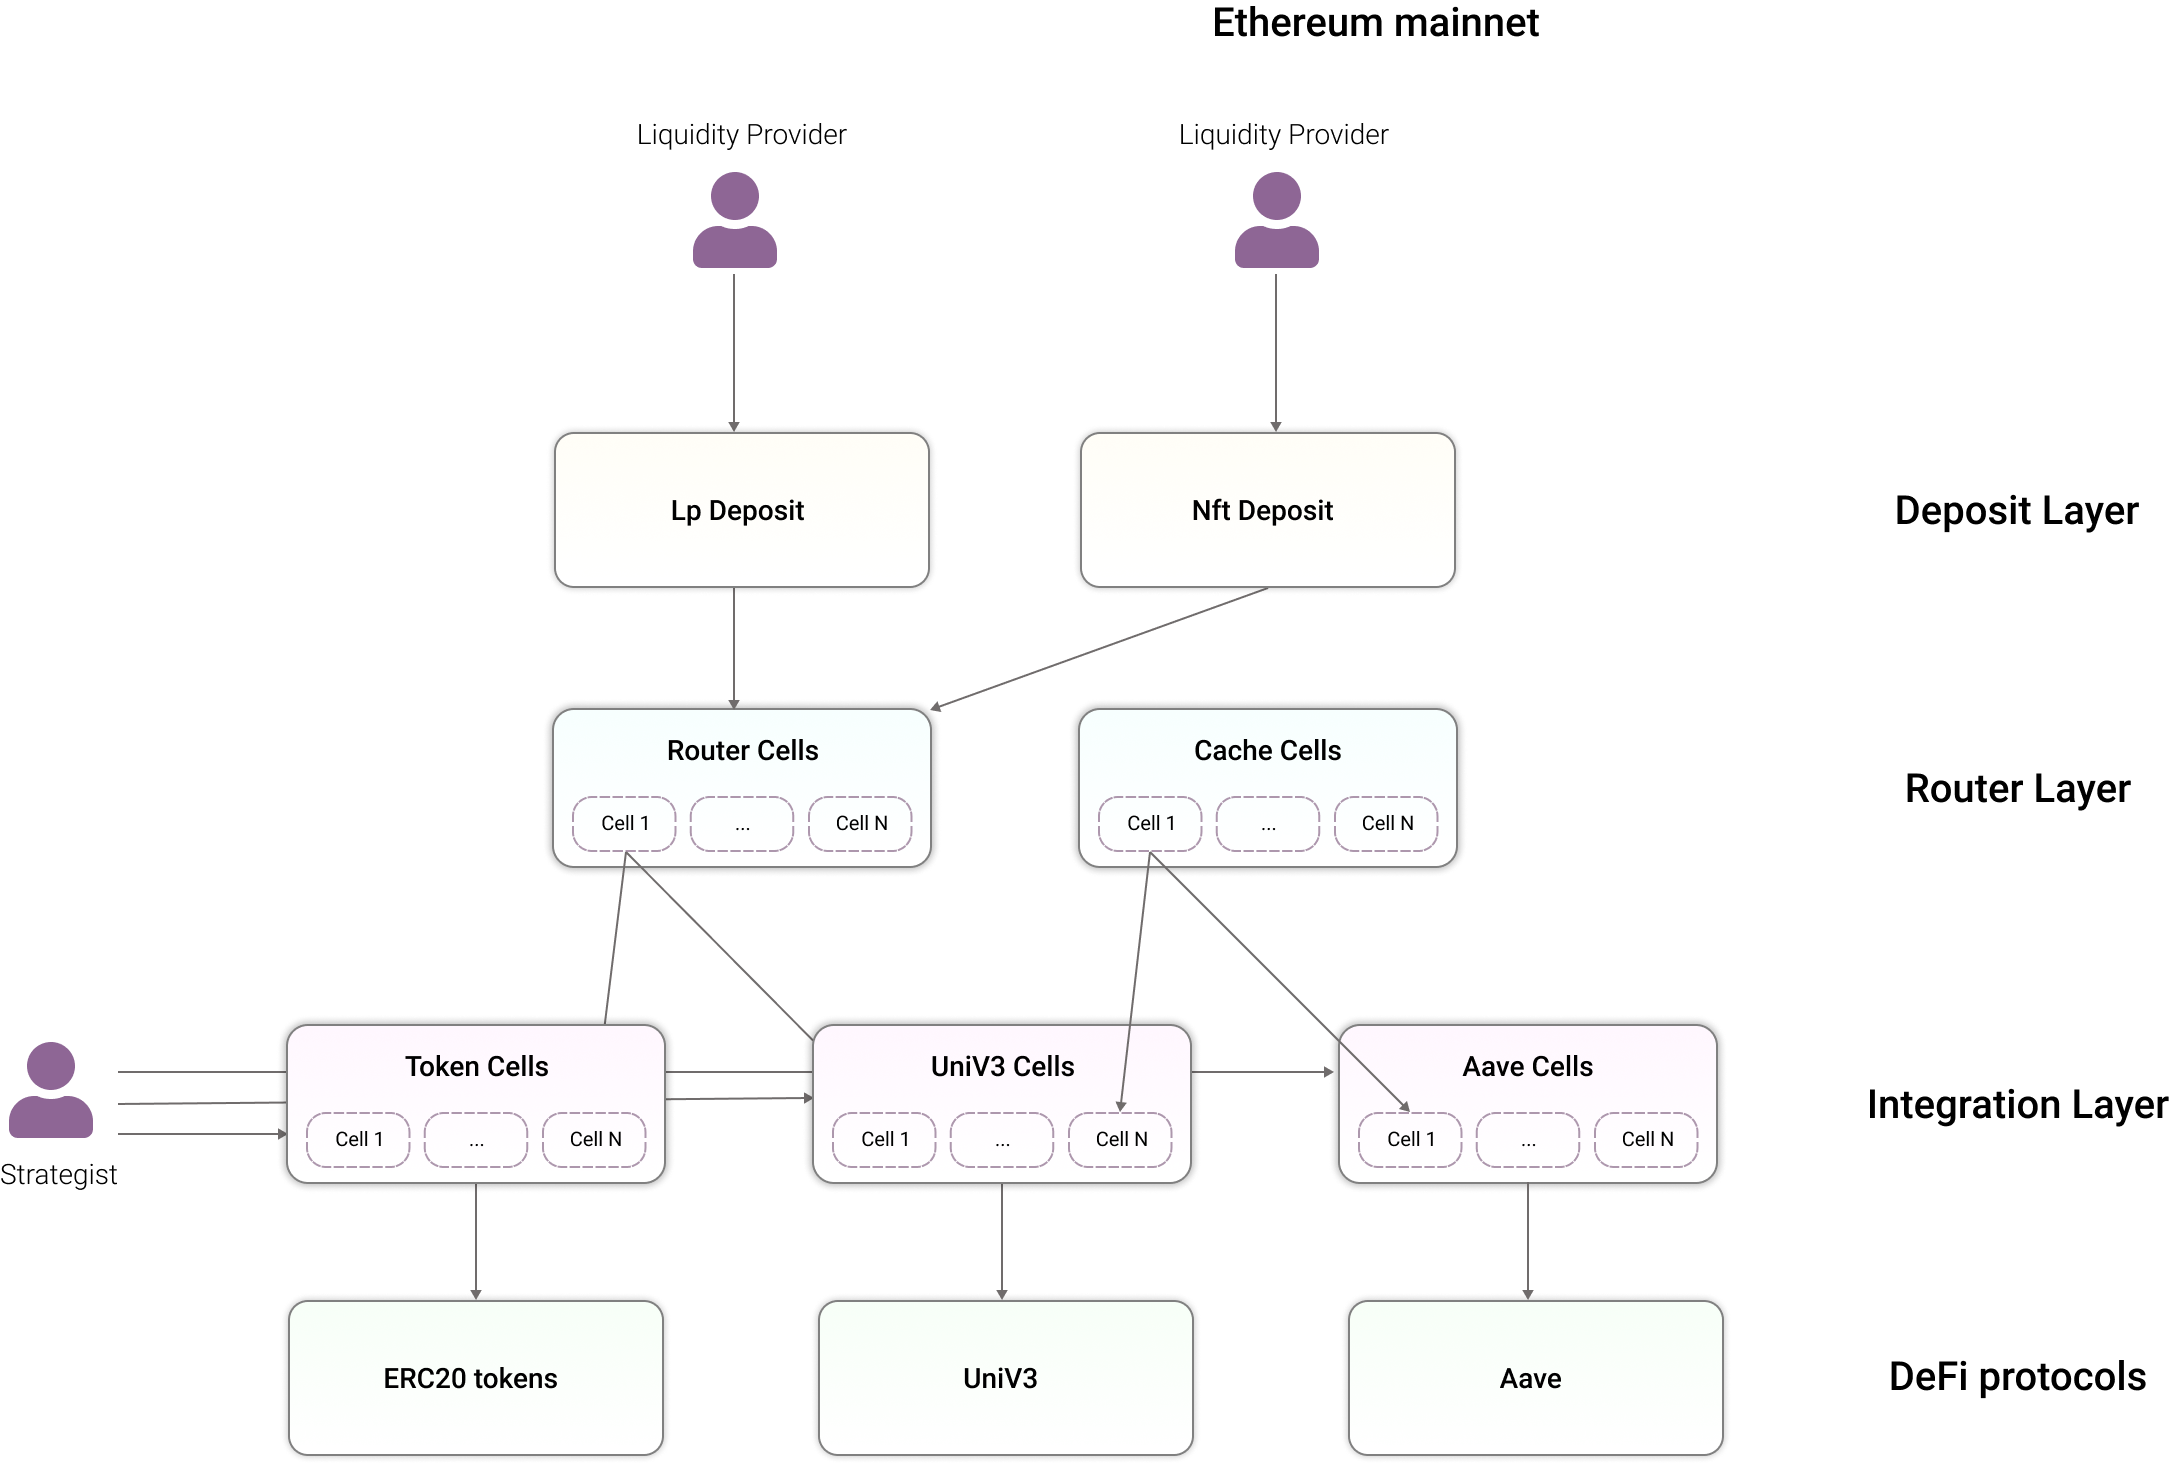 Ethereum mainnet
Liquidity Provider
Liquidity Provider
Lp Deposit
Nft Deposit
Deposit Layer
Router Cells
Cell 1
...
Cell N
Cache Cells
Cell 1
...
Cell N
Router Layer
Strategist
Token Cells
Cell 1
...
Cell N
UniV3 Cells
Cell 1
...
Cell N
Aave Cells
Cell 1
...
Cell N
Integration Layer
ERC20 tokens
UniV3
Aave
DeFi protocols